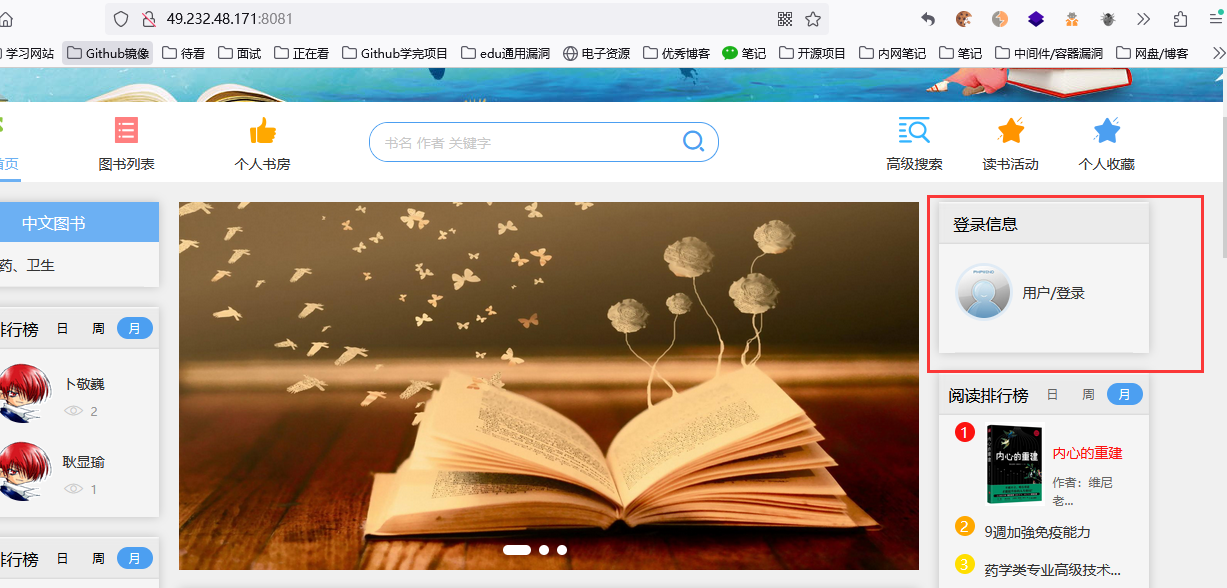 49.232.48.171:8081
学习网站 Github镜像 待看 面试 正在看 Github学完项目 edu通用漏洞 电子资源 优秀博客 笔记 开源项目 内网笔记 笔记 中间件/容器漏洞 网盘/博客
首页 图书列表 个人书房 书名 作者 关键字 高级搜索 读书活动 个人收藏
中文图书
药、卫生
排行榜 日 周 月
卜敬巍
2
耿显瑜
1
排行榜 日 周 月
登录信息
用户/登录
阅读排行榜 日 周 月
1
内心的重建
内心的重建
作者：维尼
老...
2 9週加強免疫能力
3 药学类专业高级技术...